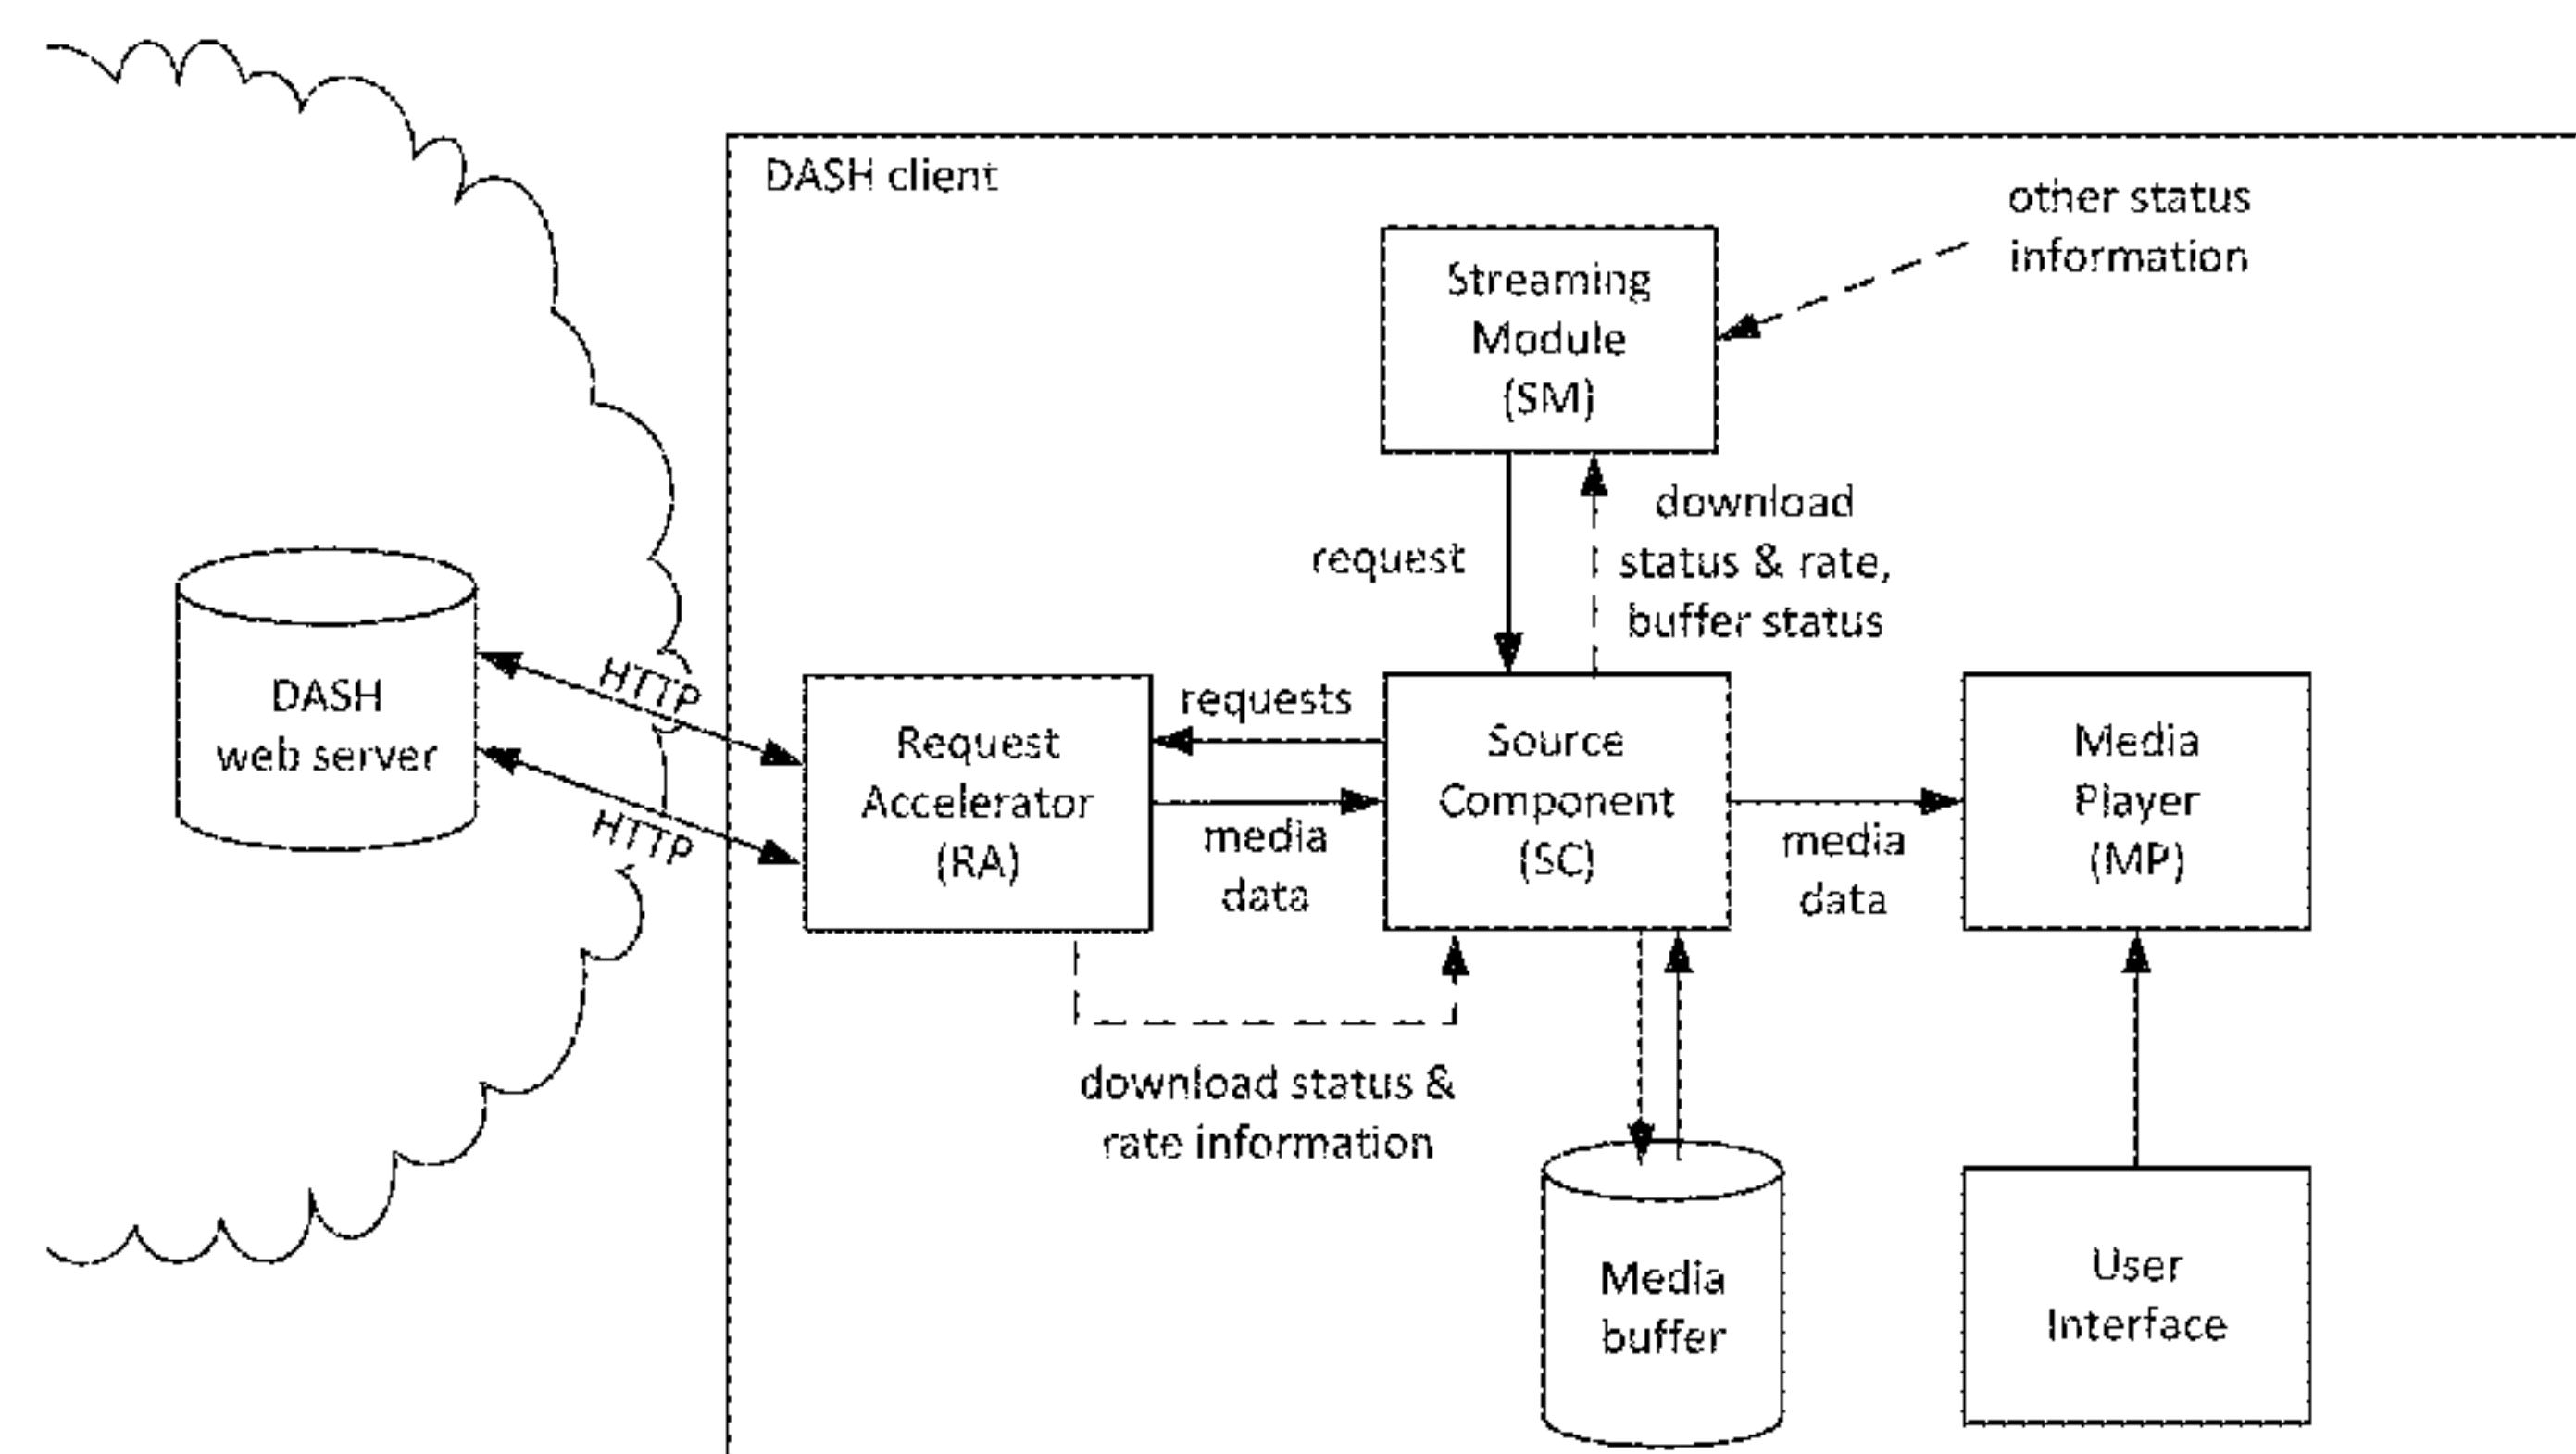 DASH client
other status
information
Streaming
Module
(SM)
request
download
status & rate,
buffer status
DASH
web server
HTTP
HTTP
Request
Accelerator
(RA)
requests
media
data
Source
Component
(SC)
media
data
Media
Player
(MP)
download status &
rate information
Media
buffer
User
Interface